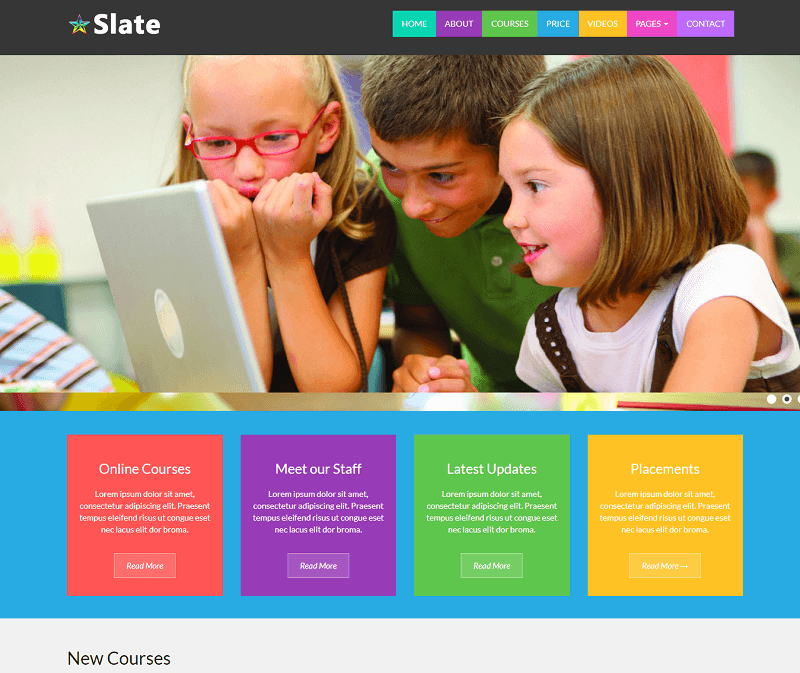 Slate
HOME ABOUT COURSES PRICE VIDEOS PAGES CONTACT
Online Courses
Lorem ipsum dolor sit amet,
consectetur adipiscing elit. Praesent
tempus eleifend risus ut congue eset
nec lacus elit dor broma.
Read More
Meet our Staff
Lorem ipsum dolor sit amet,
consectetur adipiscing elit. Praesent
tempus eleifend risus ut congue eset
nec lacus elit dor broma.
Read More
Latest Updates
Lorem ipsum dolor sit amet,
consectetur adipiscing elit. Praesent
tempus eleifend risus ut congue eset
nec lacus elit dor broma.
Read More
Placements
Lorem ipsum dolor sit amet,
consectetur adipiscing elit. Praesent
tempus eleifend risus ut congue eset
nec lacus elit dor broma.
Read More →
New Courses